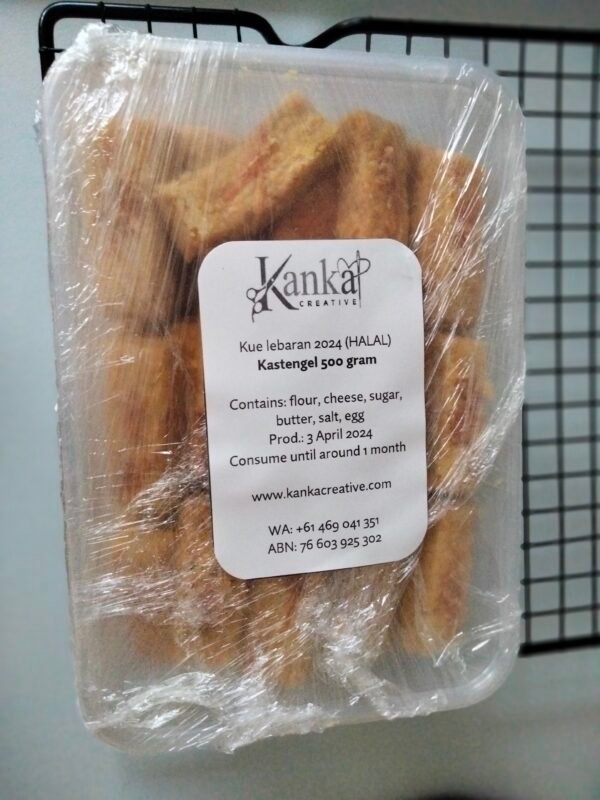 Kanka
CREATIVE
Kue lebaran 2024 (HALAL)
Kastengel 500 gram
Contains: flour, cheese, sugar,
butter, salt, egg
Prod.: 3 April 2024
Consume until around 1 month
www.kankacreative.com
WA: +61 469 041 351
ABN: 76 603 925 302